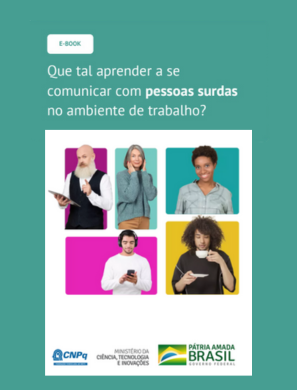 E-BOOK
Que tal aprender a se
comunicar com pessoas surdas
no ambiente de trabalho?
CNPq
MINISTÉRIO DA
CIÊNCIA, TECNOLOGIA
E INOVAÇÕES
PÁTRIA AMADA
BRASIL
GOVERNO FEDERAL